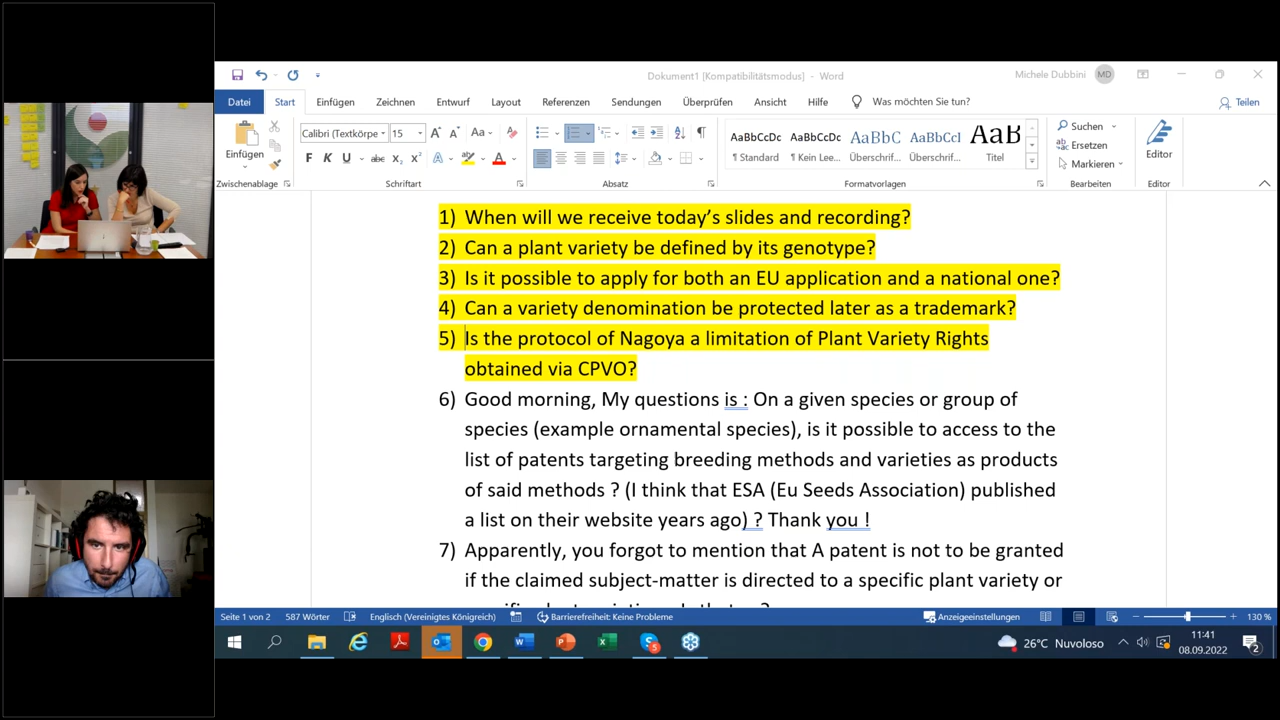 Dokument1 [Kompatibilitätsmodus] - Word
Michele Dubbini
MD
Datei
Start
Einfügen
Zeichnen
Entwurf
Layout
Referenzen
Sendungen
Überprüfen
Ansicht
Hilfe
Was möchten Sie tun?
Teilen
Einfügen
Calibri (Textkörpe
15
F K U abc x₂ x²
AaBbCcDc
AaBbCcDc
AaBbC
AaBbCcI
AaB
¶ Standard
¶ Kein Lee...
Überschrif...
Überschrif...
Titel
Suchen
Ersetzen
Markieren
Editor
Zwischenablage
Schriftart
Absatz
Formatvorlagen
Bearbeiten
Editor
1) When will we receive today’s slides and recording?
2) Can a plant variety be defined by its genotype?
3) Is it possible to apply for both an EU application and a national one?
4) Can a variety denomination be protected later as a trademark?
5) Is the protocol of Nagoya a limitation of Plant Variety Rights
obtained via CPVO?
6) Good morning, My questions is : On a given species or group of
species (example ornamental species), is it possible to access to the
list of patents targeting breeding methods and varieties as products
of said methods ? (I think that ESA (Eu Seeds Association) published
a list on their website years ago) ? Thank you !
7) Apparently, you forgot to mention that A patent is not to be granted
if the claimed subject-matter is directed to a specific plant variety or
Seite 1 von 2
587 Wörter
Englisch (Vereinigtes Königreich)
Barrierefreiheit: Keine Probleme
Anzeigeeinstellungen
130 %
26°C Nuvoloso
11:41
08.09.2022
2